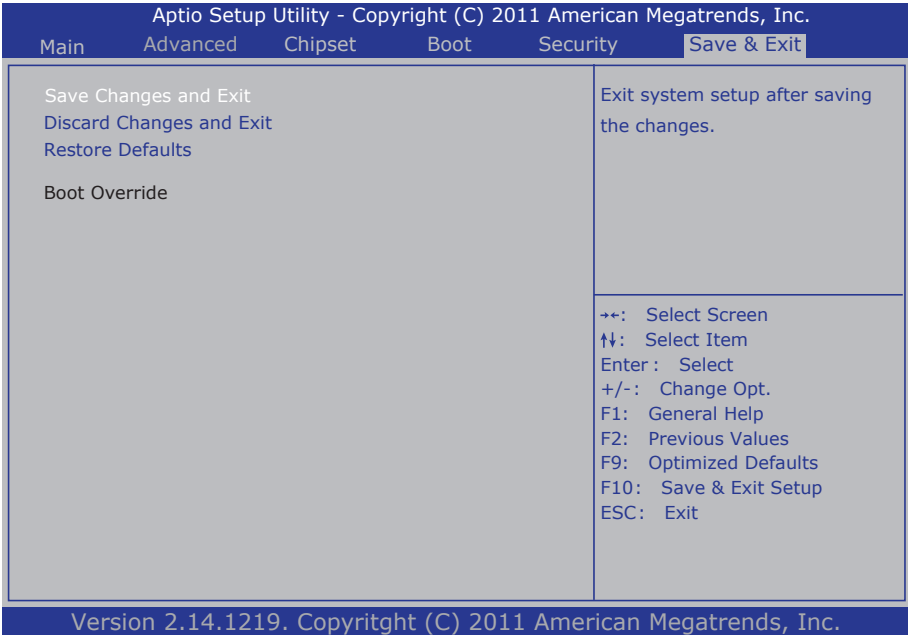 Aptio Setup Utility - Copyright (C) 2011 American Megatrends, Inc.
Main Advanced Chipset Boot Security Save & Exit
Save Changes and Exit
Discard Changes and Exit
Restore Defaults
Boot Override
Exit system setup after saving
the changes.
→←: Select Screen
↑↓: Select Item
Enter : Select
+/-: Change Opt.
F1: General Help
F2: Previous Values
F9: Optimized Defaults
F10: Save & Exit Setup
ESC: Exit
Version 2.14.1219. Copyritght (C) 2011 American Megatrends, Inc.